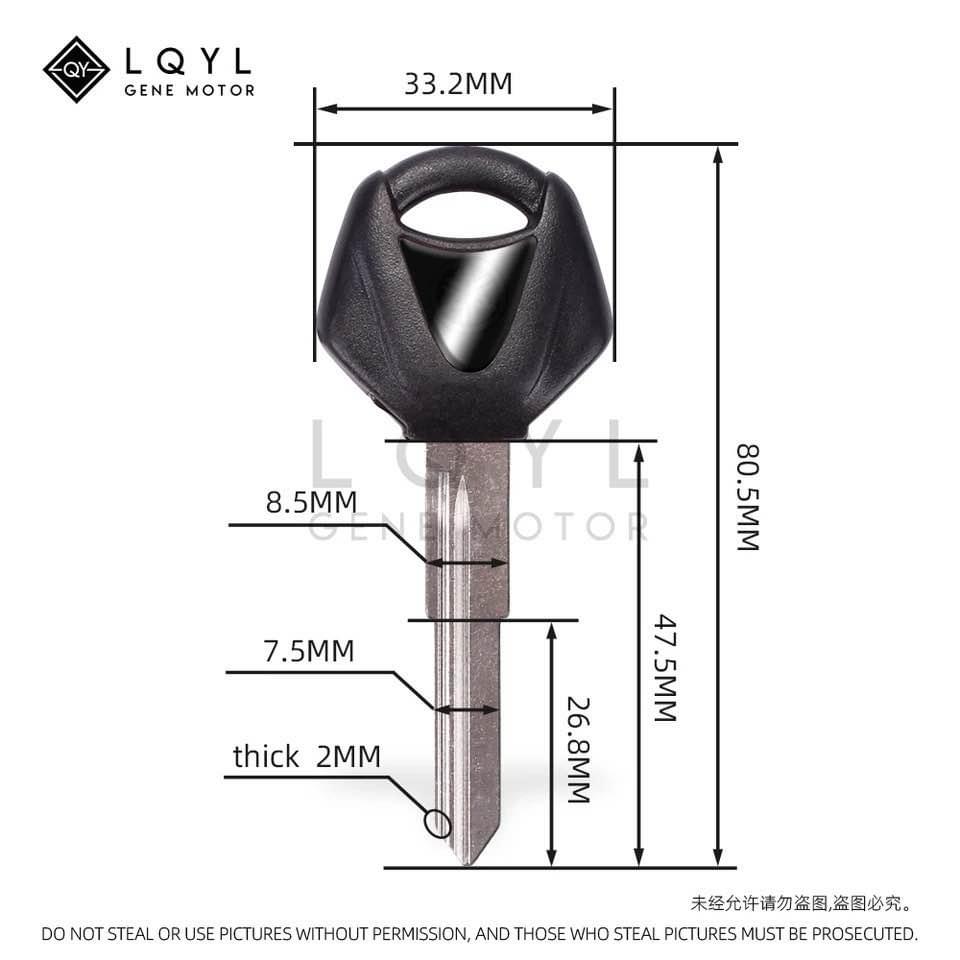 QY
LQYL
GENE MOTOR
33.2MM
80.5MM
LQYL
GENE MOTOR
8.5MM
47.5MM
7.5MM
26.8MM
thick 2MM
未经允许请勿盗图,盗图必究。
DO NOT STEAL OR USE PICTURES WITHOUT PERMISSION, AND THOSE WHO STEAL PICTURES MUST BE PROSECUTED.